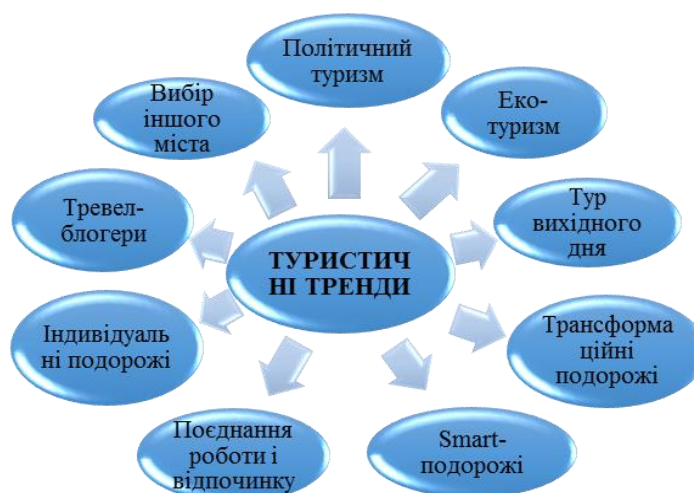 Політичний
туризм
Еко-
туризм
Тур
вихідного
дня
Трансформа
ційні
подорожі
Smart-
подорожі
Поєднання
роботи і
відпочинку
Індивідуаль
ні подорожі
Тревел-
блогери
Вибір
іншого
міста
ТУРИСТИЧ
НІ ТРЕНДИ